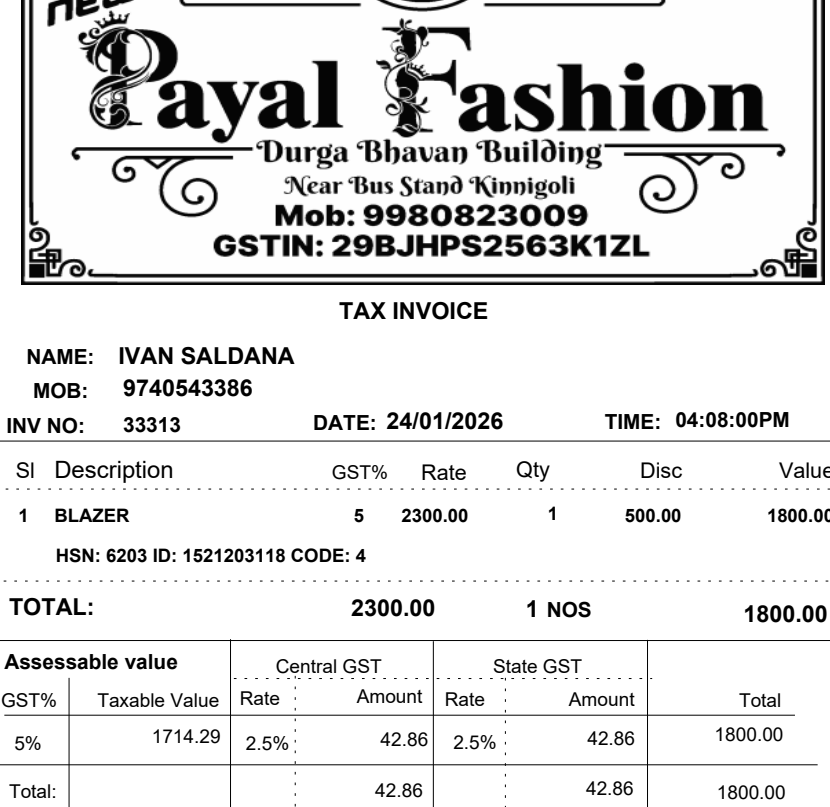 new
Payal Fashion
Durga Bhavan Building
Near Bus Stand Kinnigoli
Mob: 9980823009
GSTIN: 29BJHPS2563K1ZL
TAX INVOICE
NAME: IVAN SALDANA
MOB: 9740543386
INV NO: 33313 DATE: 24/01/2026 TIME: 04:08:00PM
Sl Description GST% Rate Qty Disc Value
1 BLAZER 5 2300.00 1 500.00 1800.00
HSN: 6203 ID: 1521203118 CODE: 4
TOTAL: 2300.00 1 NOS 1800.00
Assessable value Central GST State GST
GST% Taxable Value Rate Amount Rate Amount Total
5% 1714.29 2.5% 42.86 2.5% 42.86 1800.00
Total: 42.86 42.86 1800.00